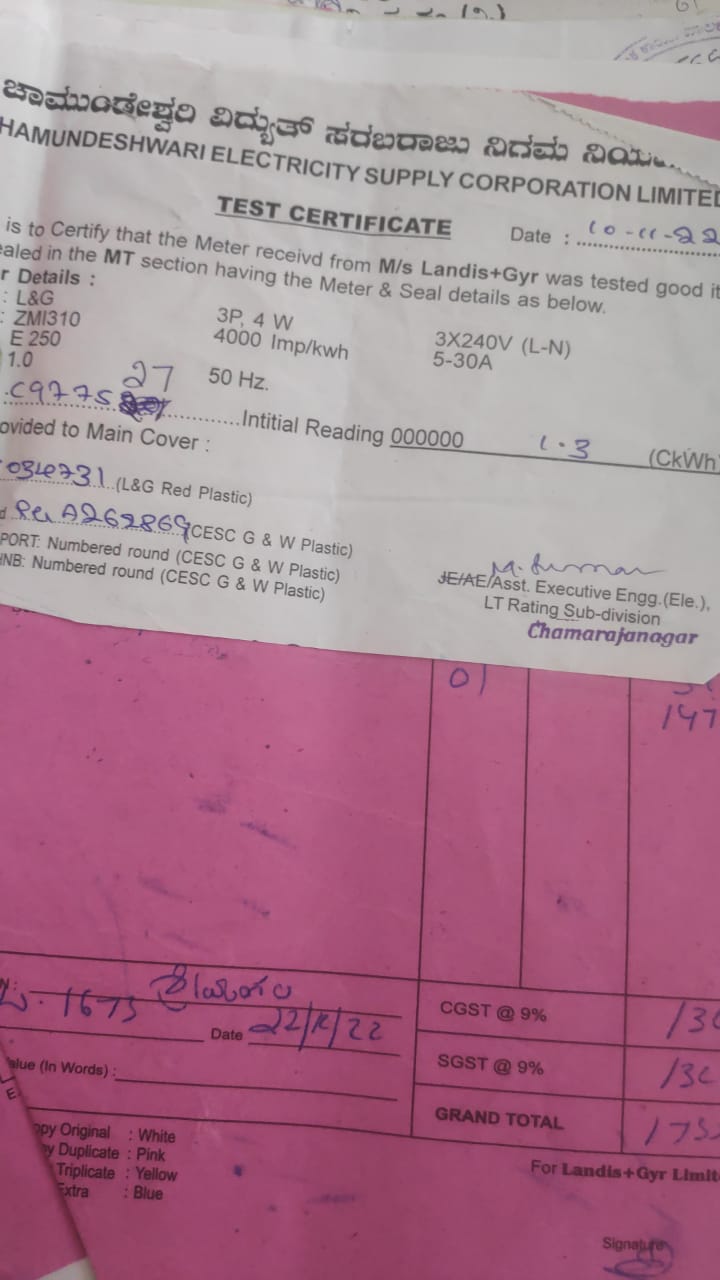 ಚಾಮುಂಡೇಶ್ವರಿ ವಿದ್ಯುತ್ ಸರಬರಾಜು ನಿಗಮ ನಿಯ
HAMUNDESHWARI ELECTRICITY SUPPLY CORPORATION LIMITED
TEST CERTIFICATE
Date : 10-11-22
is to Certify that the Meter receivd from M/s Landis+Gyr was tested good it
ealed in the MT section having the Meter & Seal details as below.
r Details :
: L&G 3P, 4 W 3X240V (L-N)
: ZMI310 4000 Imp/kwh 5-30A
E 250
1.0 50 Hz.
C9775 27 Intitial Reading 000000 1.3 (CkWh)
ovided to Main Cover :
034731 (L&G Red Plastic)
A262869 CESC G & W Plastic)
PORT: Numbered round (CESC G & W Plastic)
HNB: Numbered round (CESC G & W Plastic)
JE/AE/Asst. Executive Engg.(Ele.),
LT Rating Sub-division
Chamarajanagar
01
147
1673
Date 22/12/22
alue (In Words) :
CGST @ 9% 130
SGST @ 9% 130
GRAND TOTAL 173
opy Original : White
y Duplicate : Pink
Triplicate : Yellow
Extra : Blue
For Landis+Gyr Limite
Signature